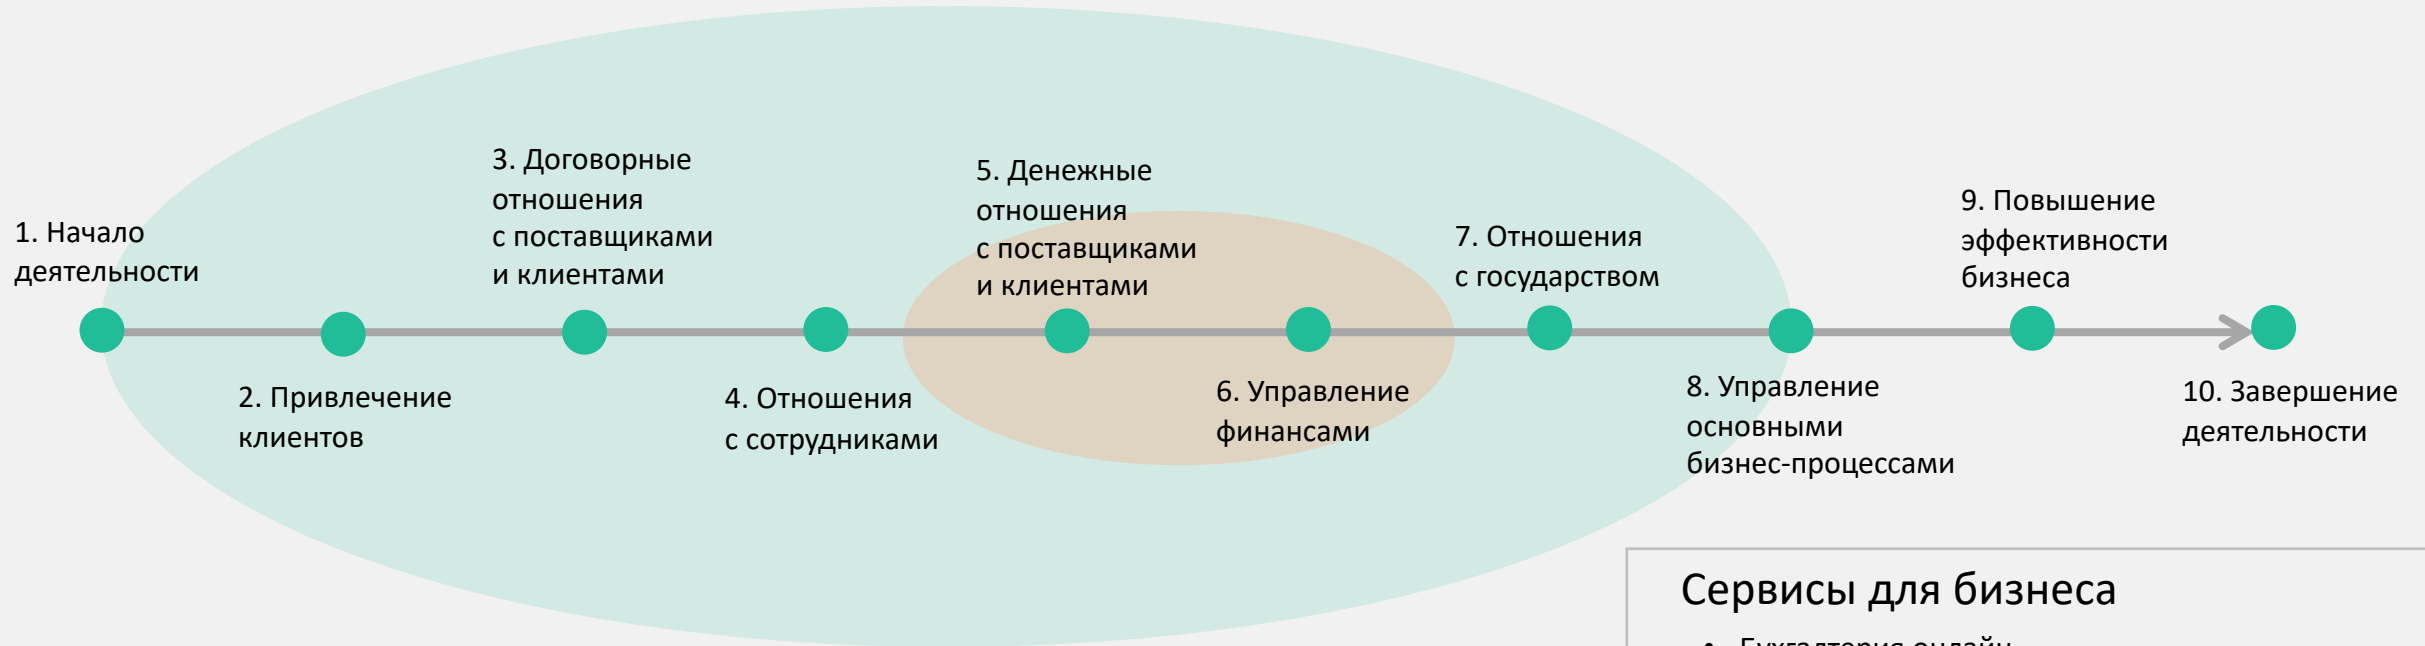 1. Начало
деятельности
2. Привлечение
клиентов
3. Договорные
отношения
с поставщиками
и клиентами
4. Отношения
с сотрудниками
5. Денежные
отношения
с поставщиками
и клиентами
6. Управление
финансами
7. Отношения
с государством
8. Управление
основными
бизнес-процессами
9. Повышение
эффективности
бизнеса
10. Завершение
деятельности
Сервисы для бизнеса
• Бухгалтерия онлайн